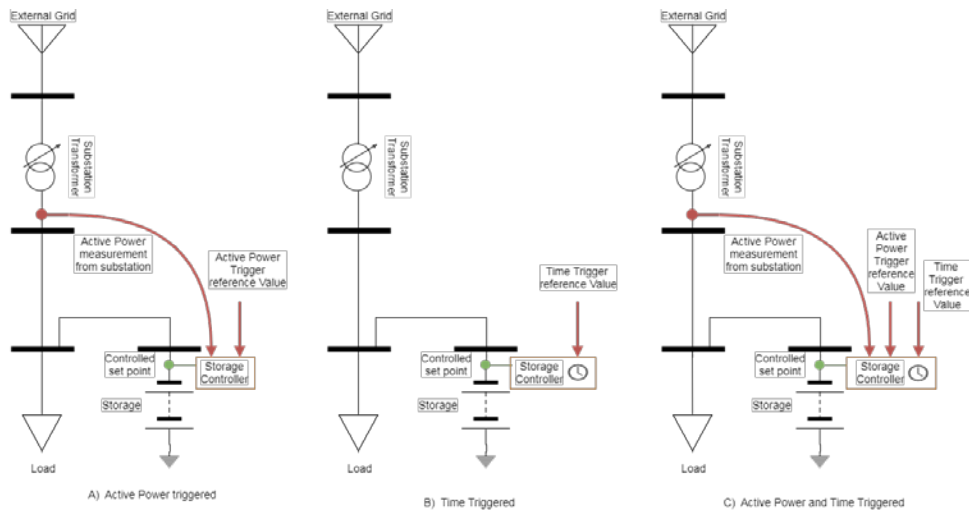 External Grid
Substation
Transformer
Active Power
measurement
from substation
Active Power
Trigger
reference Value
Controlled
set point
Storage
Controller
Storage
Load
A) Active Power triggered
External Grid
Substation
Transformer
Time Trigger
reference Value
Controlled
set point
Storage
Controller
Storage
Load
B) Time Triggered
External Grid
Substation
Transformer
Active Power
measurement
from substation
Active
Power
Trigger
reference
Value
Time
Trigger
reference
Value
Controlled
set point
Storage
Controller
Storage
Load
C) Active Power and Time Triggered